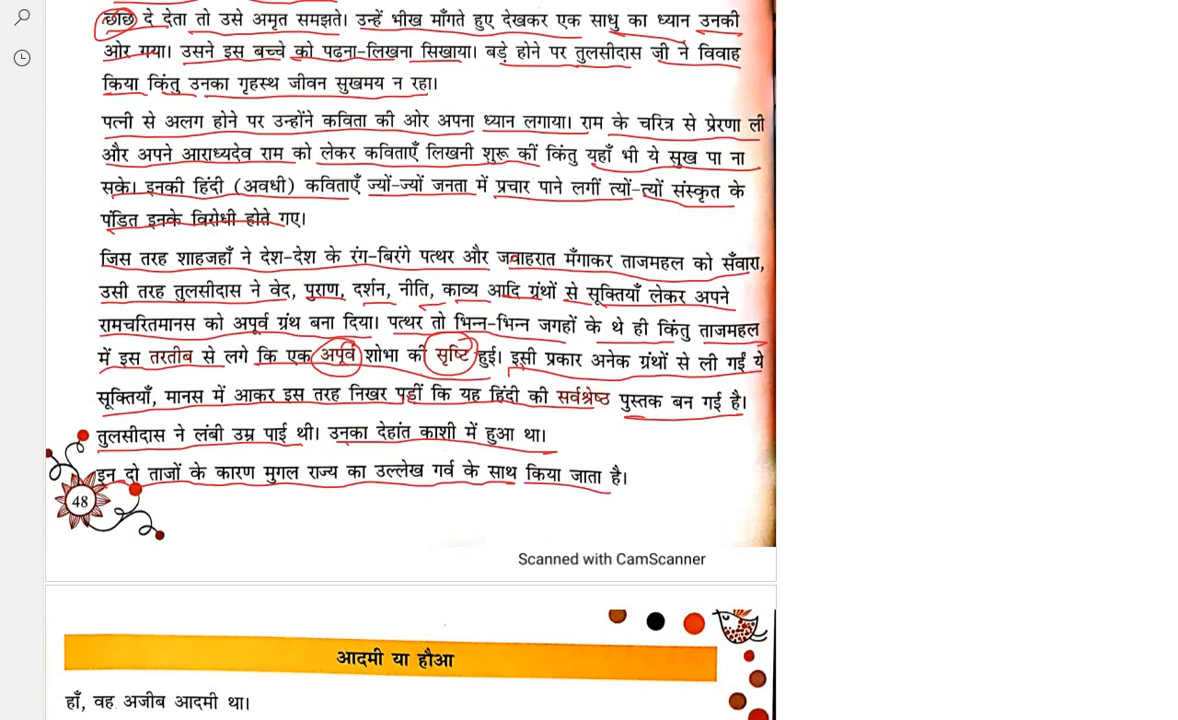 छाछ दे देता तो उसे अमृत समझते। उन्हें भीख माँगते हुए देखकर एक साधु का ध्यान उनकी
ओर गया। उसने इस बच्चे को पढ़ना-लिखना सिखाया। बड़े होने पर तुलसीदास जी ने विवाह
किया किंतु उनका गृहस्थ जीवन सुखमय न रहा।
पत्नी से अलग होने पर उन्होंने कविता की ओर अपना ध्यान लगाया। राम के चरित्र से प्रेरणा ली
और अपने आराध्यदेव राम को लेकर कविताएँ लिखनी शुरू कीं किंतु यहाँ भी ये सुख पा ना
सके। इनकी हिंदी (अवधी) कविताएँ ज्यों-ज्यों जनता में प्रचार पाने लगीं त्यों-त्यों संस्कृत के
पंडित इनके विरोधी होते गए।
जिस तरह शाहजहाँ ने देश-देश के रंग-बिरंगे पत्थर और जवाहरात मँगाकर ताजमहल को सँवारा,
उसी तरह तुलसीदास ने वेद, पुराण, दर्शन, नीति, काव्य आदि ग्रंथों से सूक्तियाँ लेकर अपने
रामचरितमानस को अपूर्व ग्रंथ बना दिया। पत्थर तो भिन्न-भिन्न जगहों के थे ही किंतु ताजमहल
में इस तरतीब से लगे कि एक अपूर्व शोभा की सृष्टि हुई। इसी प्रकार अनेक ग्रंथों से ली गईं ये
सूक्तियाँ, मानस में आकर इस तरह निखर पड़ीं कि यह हिंदी की सर्वश्रेष्ठ पुस्तक बन गई है।
तुलसीदास ने लंबी उम्र पाई थी। उनका देहांत काशी में हुआ था।
इन दो ताजों के कारण मुगल राज्य का उल्लेख गर्व के साथ किया जाता है।
48
Scanned with CamScanner
आदमी या हौआ
हाँ, वह अजीब आदमी था।